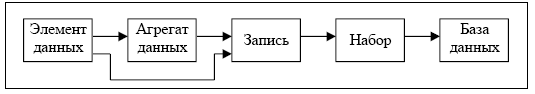 Элемент
данных
Агрегат
данных
Запись
Набор
База
данных